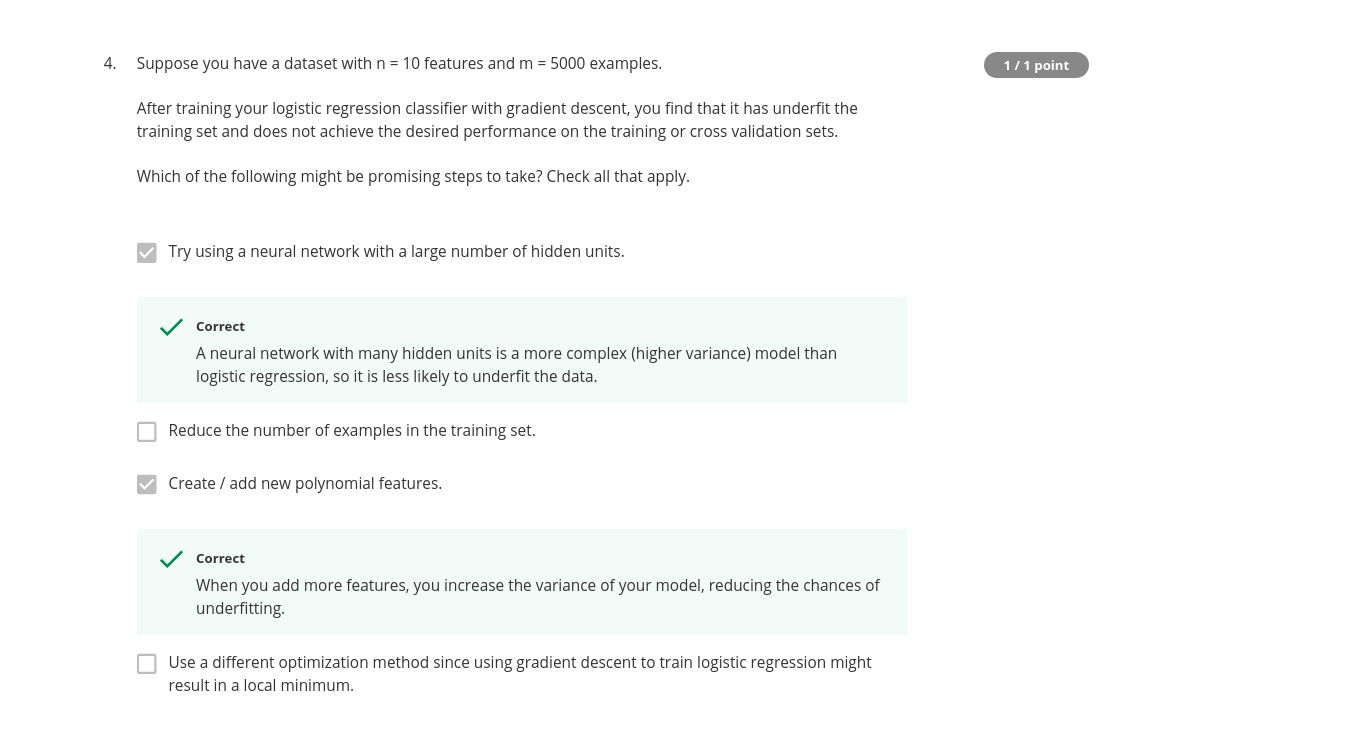 4. Suppose you have a dataset with n = 10 features and m = 5000 examples.
1 / 1 point
After training your logistic regression classifier with gradient descent, you find that it has underfit the
training set and does not achieve the desired performance on the training or cross validation sets.
Which of the following might be promising steps to take? Check all that apply.
Try using a neural network with a large number of hidden units.
Correct
A neural network with many hidden units is a more complex (higher variance) model than
logistic regression, so it is less likely to underfit the data.
Reduce the number of examples in the training set.
Create / add new polynomial features.
Correct
When you add more features, you increase the variance of your model, reducing the chances of
underfitting.
Use a different optimization method since using gradient descent to train logistic regression might
result in a local minimum.